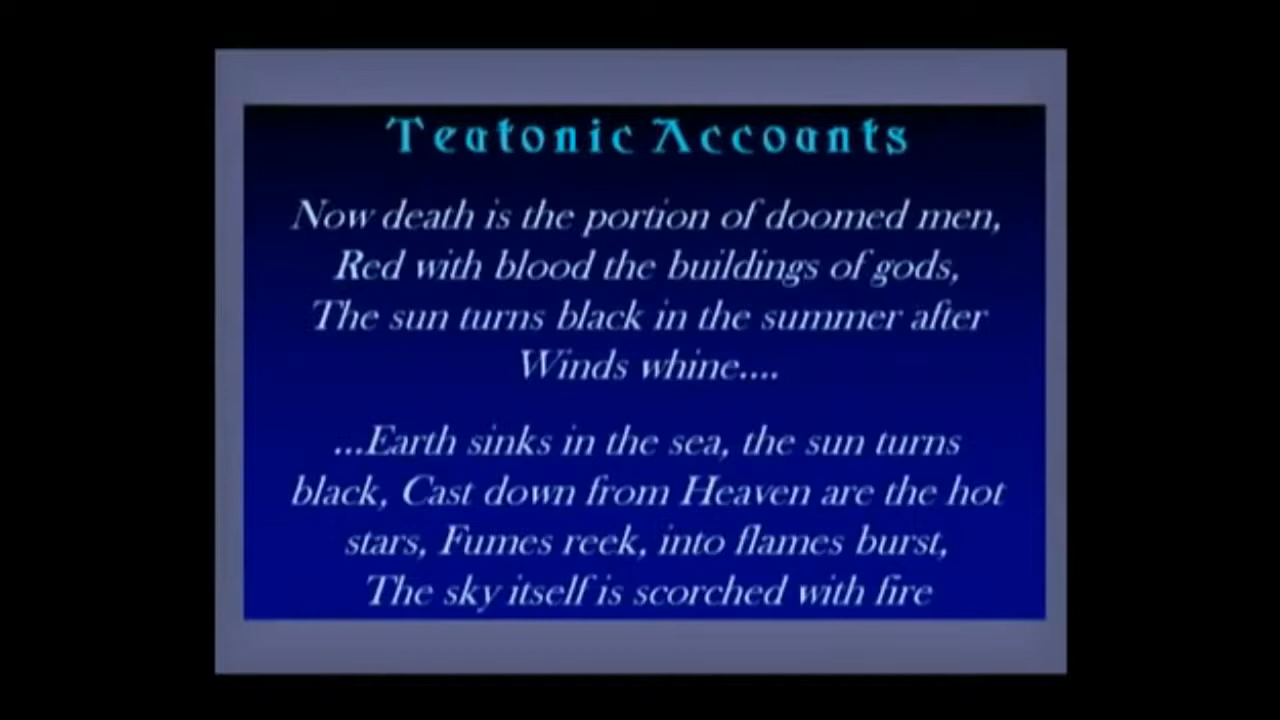 Teutonic Accounts
Now death is the portion of doomed men,
Red with blood the buildings of gods,
The sun turns black in the summer after
Winds whine....
...Earth sinks in the sea, the sun turns
black, Cast down from Heaven are the hot
stars, Fumes reek, into flames burst,
The sky itself is scorched with fire